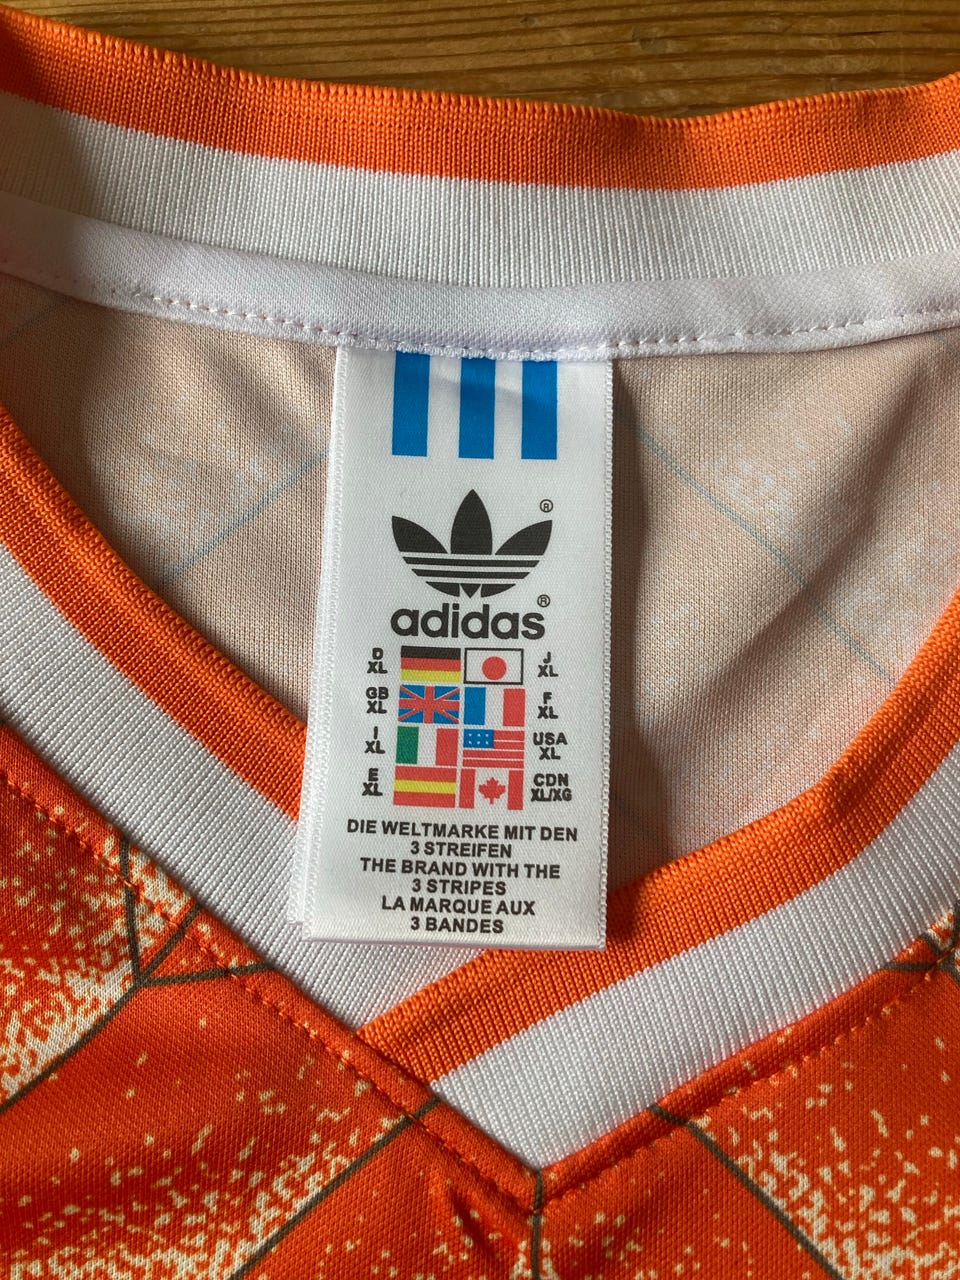 ®
adidas®
D XL J XL
GB XL F XL
I XL USA XL
E XL CDN XL/XG
DIE WELTMARKE MIT DEN
3 STREIFEN
THE BRAND WITH THE
3 STRIPES
LA MARQUE AUX
3 BANDES